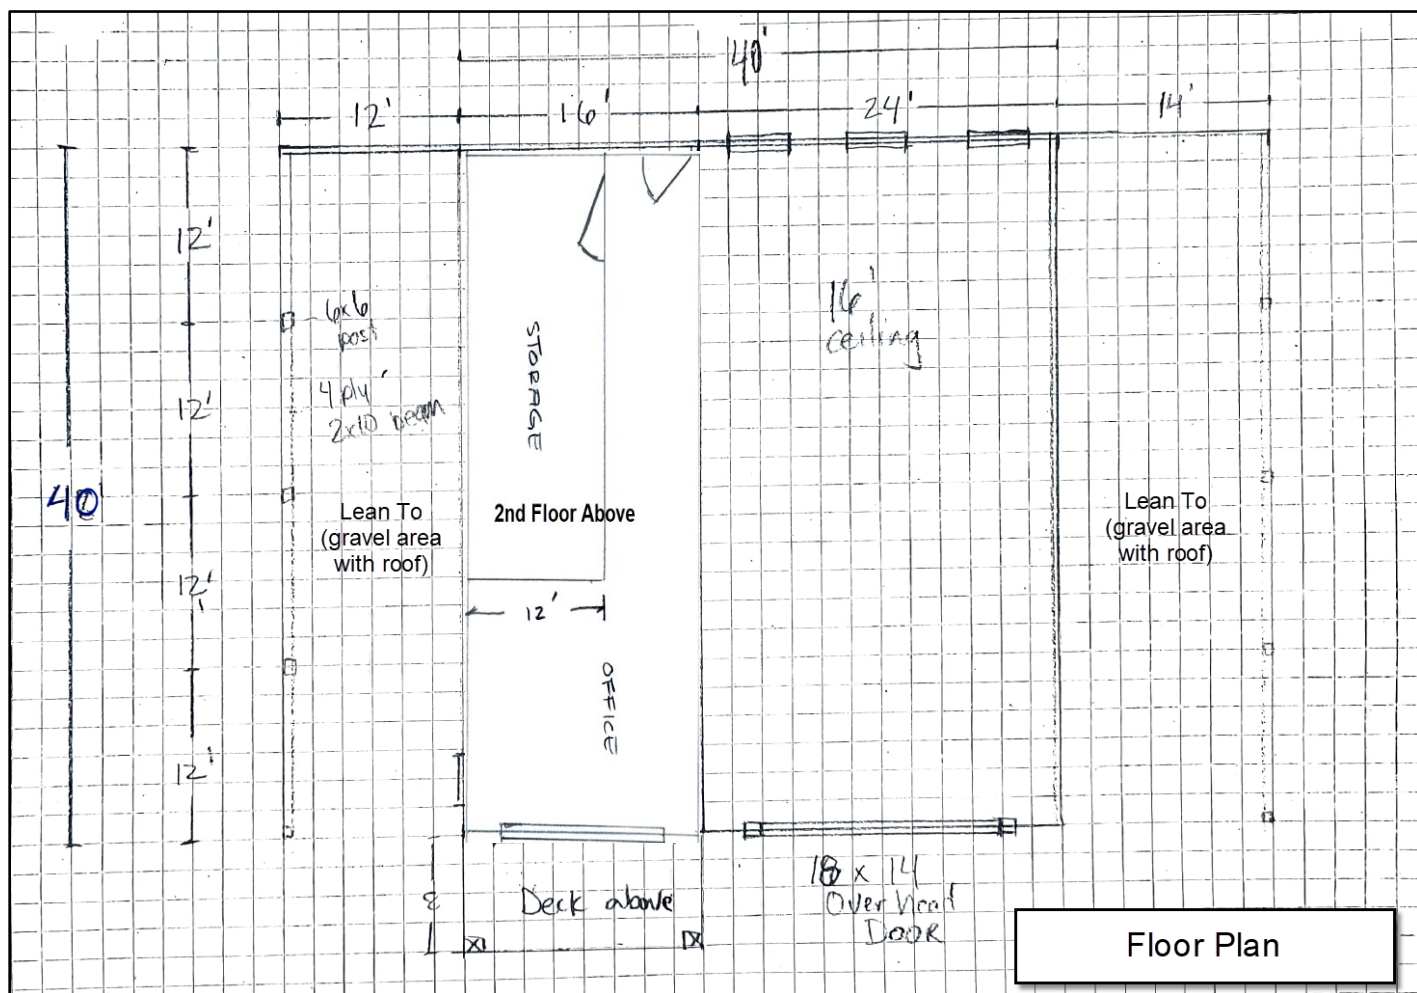 40'
12'
16'
24'
14'
12'
6x6
post
16'
ceiling
STORAGE
12'
4 ply
2x10 beam
40'
Lean To
(gravel area
with roof)
2nd Floor Above
Lean To
(gravel area
with roof)
12'
12'
OFFICE
12'
8
Deck above
18 x 14
Over head
DOOR
Floor Plan